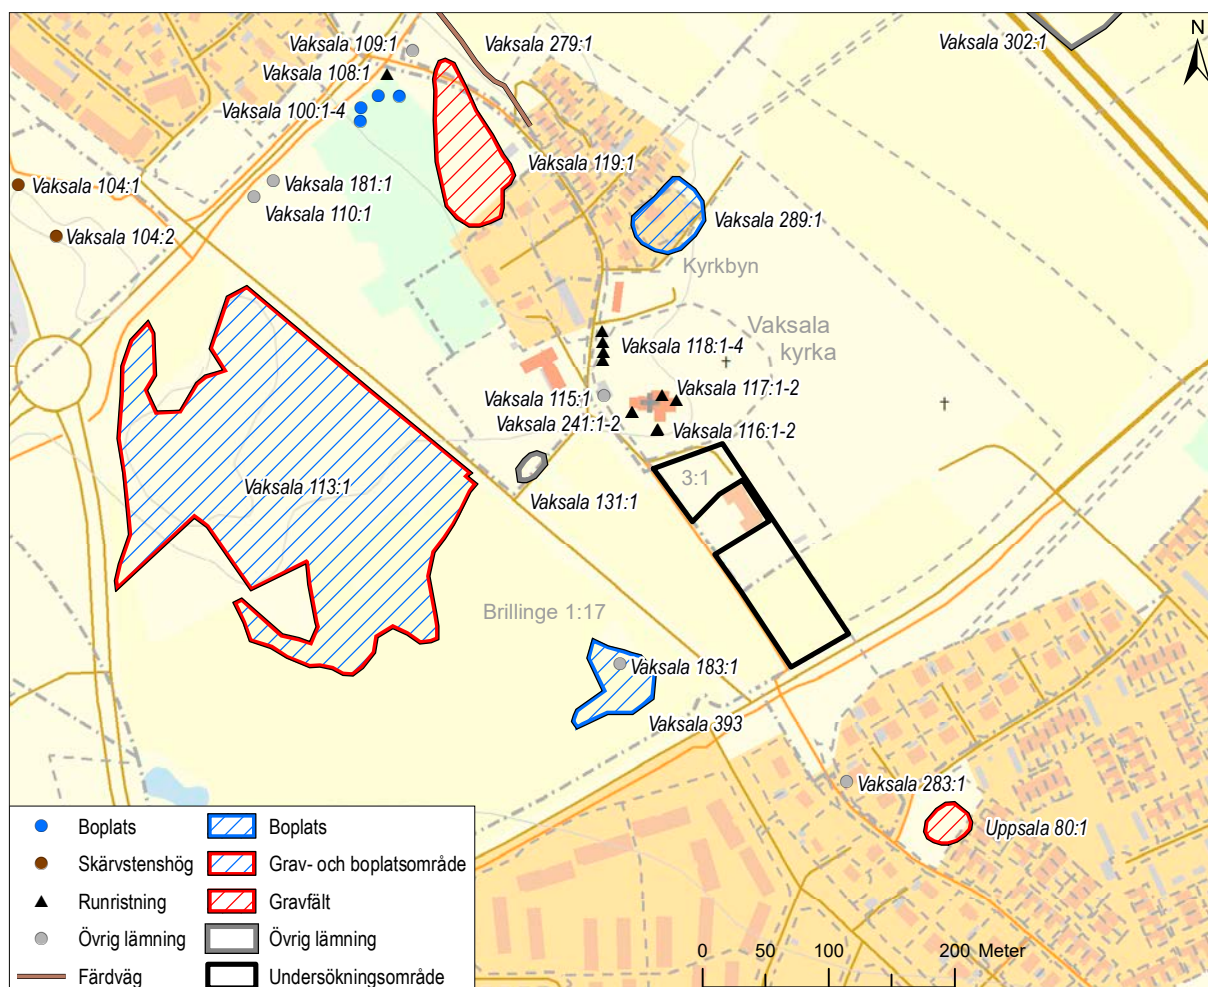 Vaksala 109:1
Vaksala 279:1
Vaksala 302:1
N
Vaksala 108:1
Vaksala 100:1-4
Vaksala 119:1
Vaksala 104:1
Vaksala 181:1
Vaksala 110:1
Vaksala 289:1
Vaksala 104:2
Kyrkbyn
Vaksala
kyrka
Vaksala 118:1-4
Vaksala 117:1-2
Vaksala 115:1
Vaksala 241:1-2
Vaksala 116:1-2
3:1
Vaksala 113:1
Vaksala 131:1
Brillinge 1:17
Vaksala 183:1
Vaksala 393
Vaksala 283:1
Uppsala 80:1
Boplats
Boplats
Skärvstenshög
Grav- och boplatsområde
Runristning
Gravfält
Övrig lämning
Övrig lämning
Färdväg
Undersökningsområde
0 50 100 200 Meter